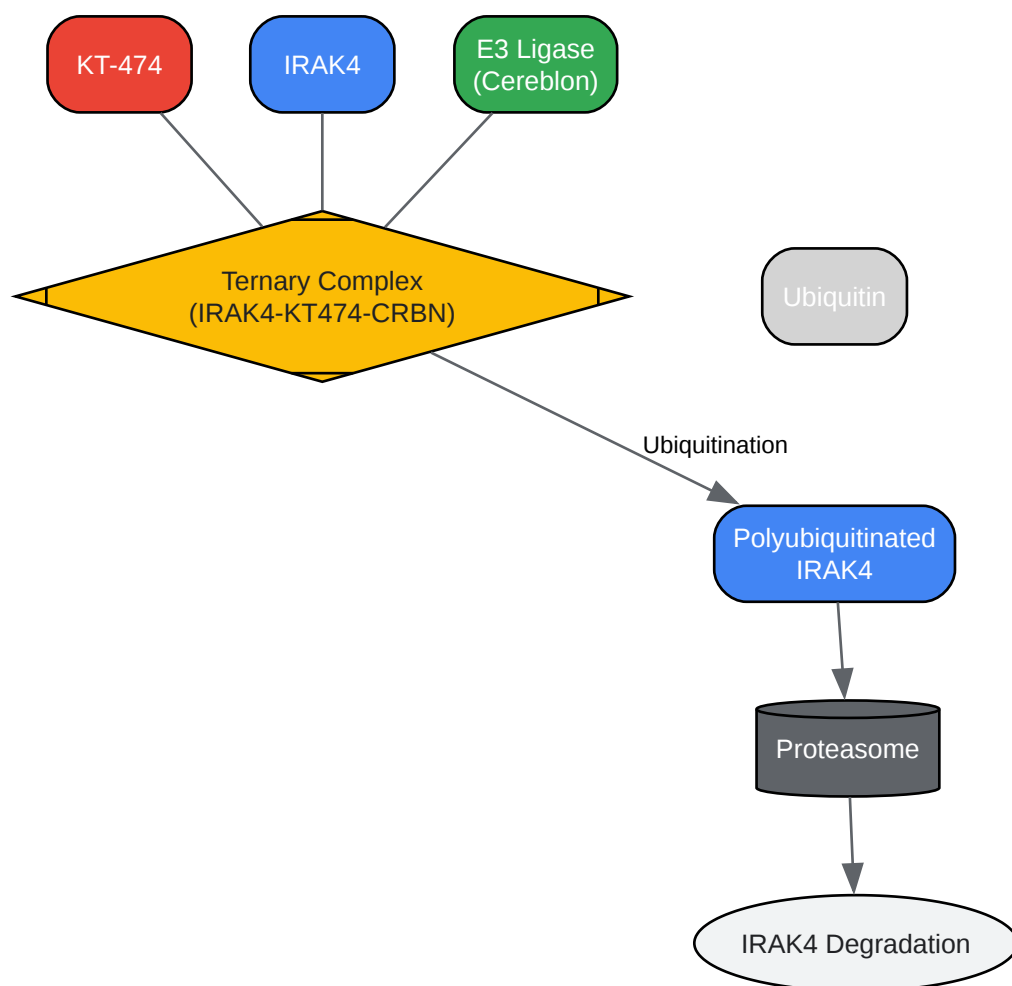 KT-474
IRAK4
E3 Ligase
(Cereblon)
Ternary Complex
(IRAK4-KT474-CRBN)
Ubiquitin
Ubiquitination
Polyubiquitinated
IRAK4
Proteasome
IRAK4 Degradation